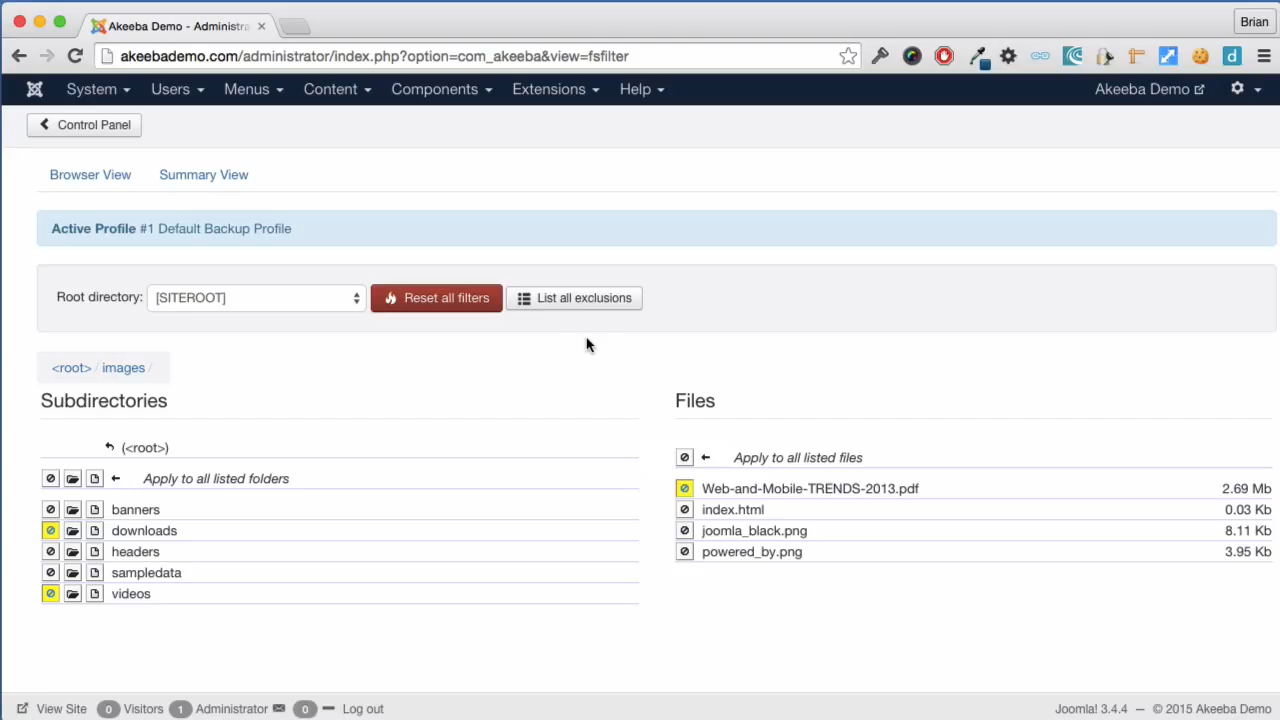 Akeeba Demo - Administra
Brian
akeebademo.com/administrator/index.php?option=com_akeeba&view=fsfilter
System Users Menus Content Components Extensions Help Akeeba Demo
Control Panel
Browser View Summary View
Active Profile #1 Default Backup Profile
Root directory: [SITEROOT] Reset all filters List all exclusions
<root> / images /
Subdirectories
(<root>)
Apply to all listed folders
banners
downloads
headers
sampledata
videos
Files
Apply to all listed files
Web-and-Mobile-TRENDS-2013.pdf 2.69 Mb
index.html 0.03 Kb
joomla_black.png 8.11 Kb
powered_by.png 3.95 Kb
View Site 0 Visitors 1 Administrator 0 Log out Joomla! 3.4.4 — © 2015 Akeeba Demo